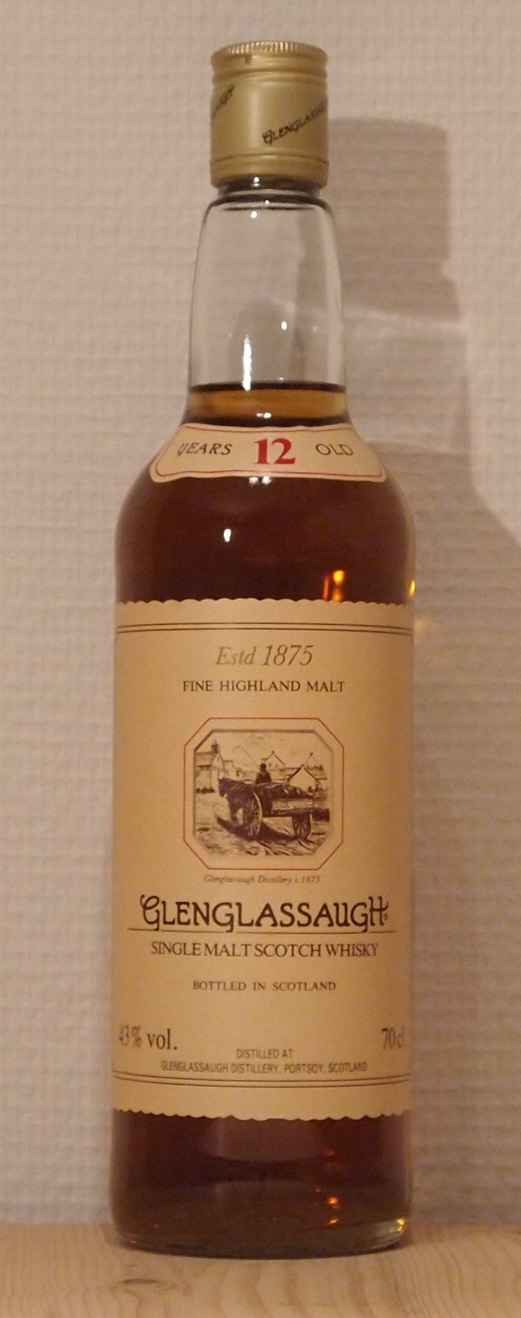 GLENGLASSAUGH
YEARS 12 OLD
Estd 1875
FINE HIGHLAND MALT
Glenglassaugh Distillery c.1875
GLENGLASSAUGH
SINGLE MALT SCOTCH WHISKY
BOTTLED IN SCOTLAND
43% vol. 70cl
DISTILLED AT
GLENGLASSAUGH DISTILLERY, PORTSOY, SCOTLAND